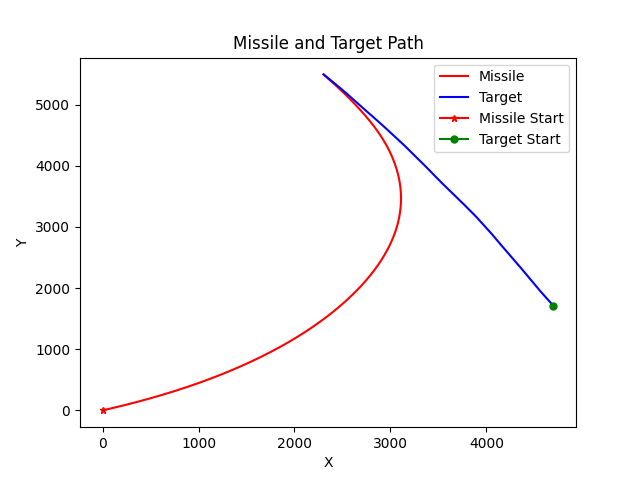 Missile and Target Path
Missile
Target
Missile Start
Target Start
5000
4000
3000
2000
1000
0
Y
0 1000 2000 3000 4000
X